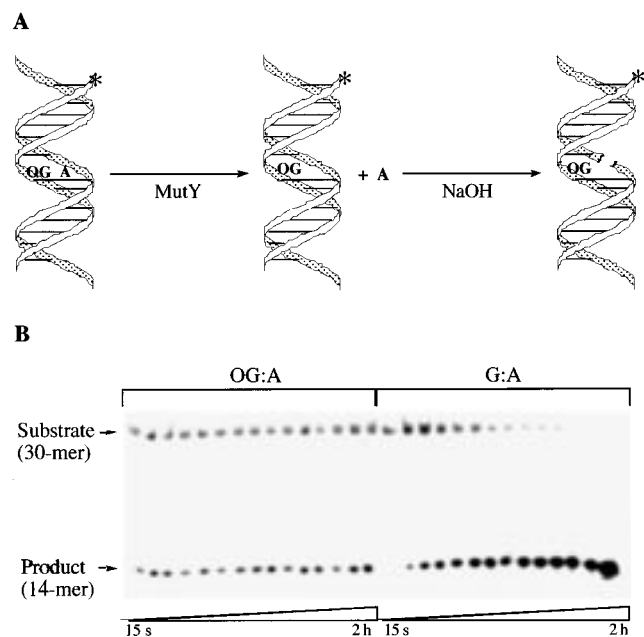 A
*
*
*
OG A
OG
+ A
OG
MutY
NaOH
B
OG:A
G:A
Substrate
(30-mer)
Product
(14-mer)
15 s
2 h
15 s
2 h